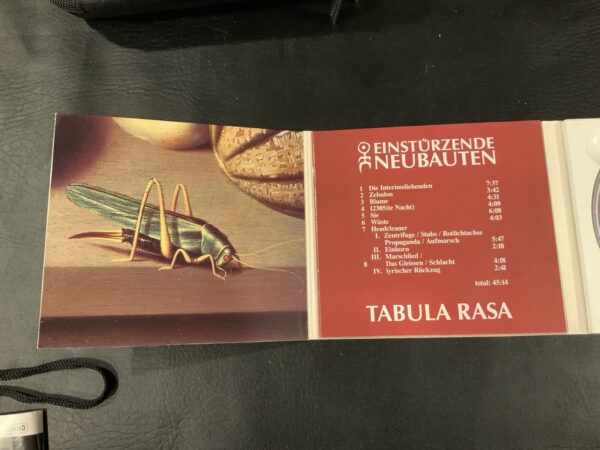 EINSTÜRZENDE
NEUBAUTEN
1 Die Interimsliebenden 7:37
2 Zebulon 3:42
3 Blume 4:31
4 12305(te Nacht) 4:09
5 Sie 6:08
6 Wüste 4:03
7 Headcleaner
I. Zentrifuge / Stabs / Rotlichtachse
Propaganda / Aufmarsch 5:47
II. Einhorn 2:18
III. Marschlied /
8 Das Gleissen / Schlacht 4:18
IV. lyrischer Rückzug 2:41
total: 45:14
TABULA RASA